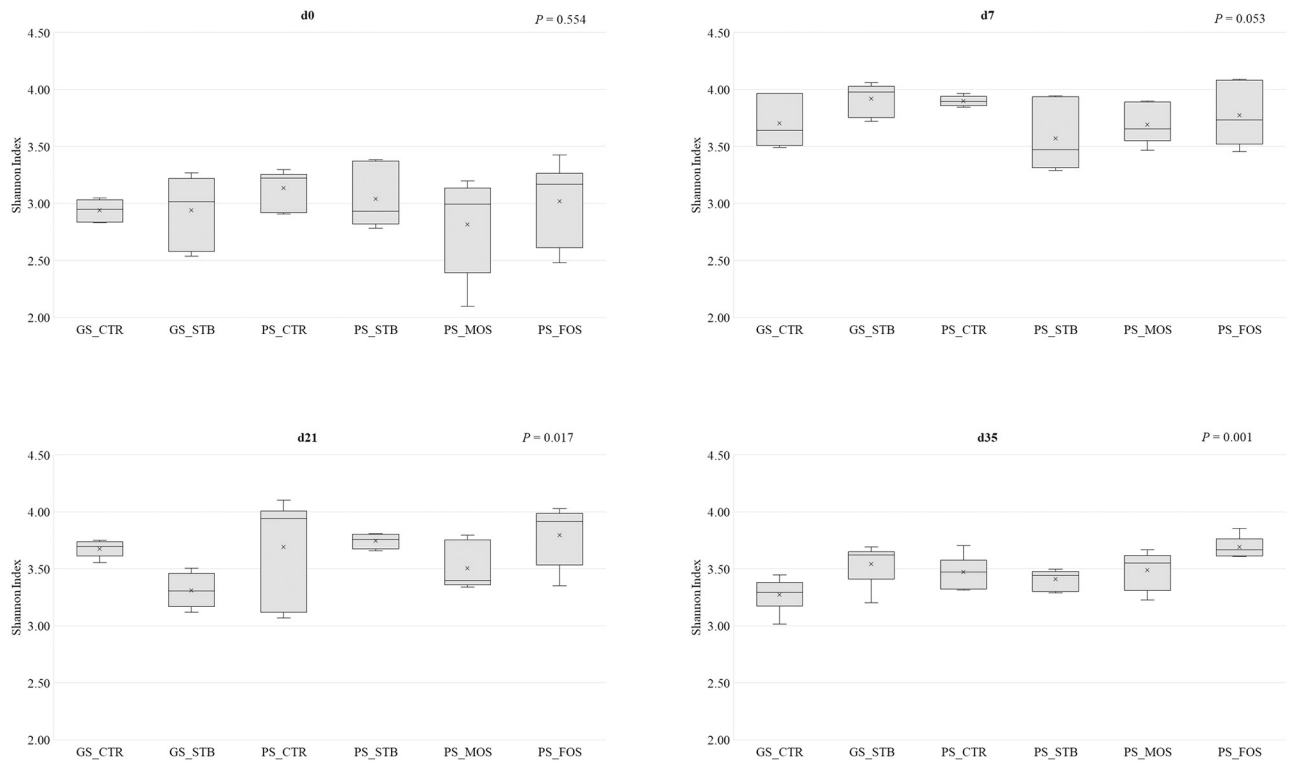 d0
P = 0.554
4.50
4.00
3.50
3.00
2.50
2.00
Shannon Index
GS_CTR GS_STB PS_CTR PS_STB PS_MOS PS_FOS
d7
P = 0.053
4.50
4.00
3.50
3.00
2.50
2.00
Shannon Index
GS_CTR GS_STB PS_CTR PS_STB PS_MOS PS_FOS
d21
P = 0.017
4.50
4.00
3.50
3.00
2.50
2.00
Shannon Index
GS_CTR GS_STB PS_CTR PS_STB PS_MOS PS_FOS
d35
P = 0.001
4.50
4.00
3.50
3.00
2.50
2.00
Shannon Index
GS_CTR GS_STB PS_CTR PS_STB PS_MOS PS_FOS